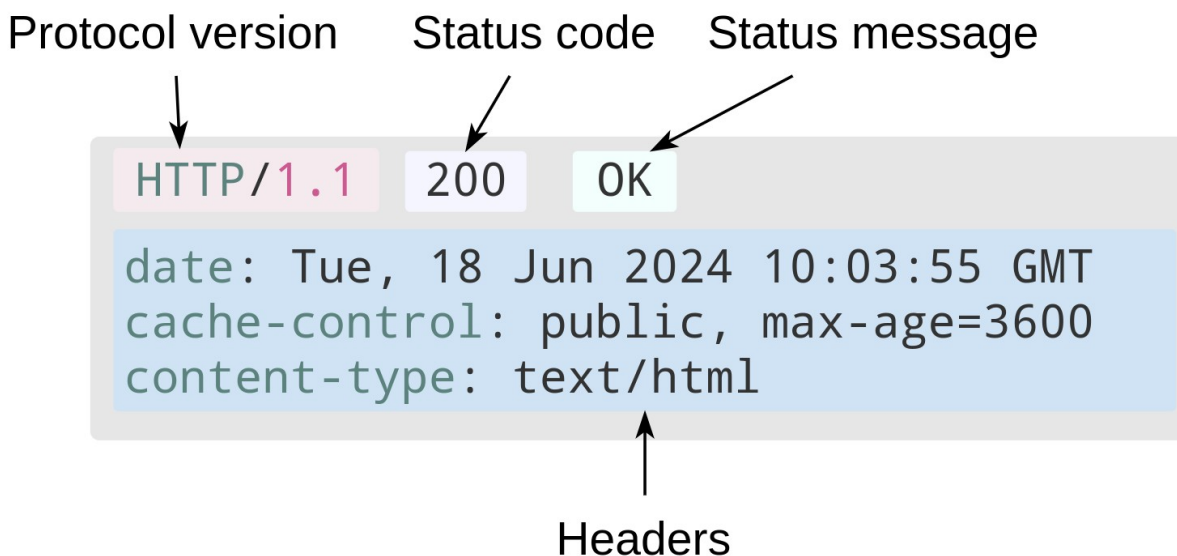 Protocol version Status code Status message
HTTP/1.1 200 OK
date: Tue, 18 Jun 2024 10:03:55 GMT
cache-control: public, max-age=3600
content-type: text/html
Headers